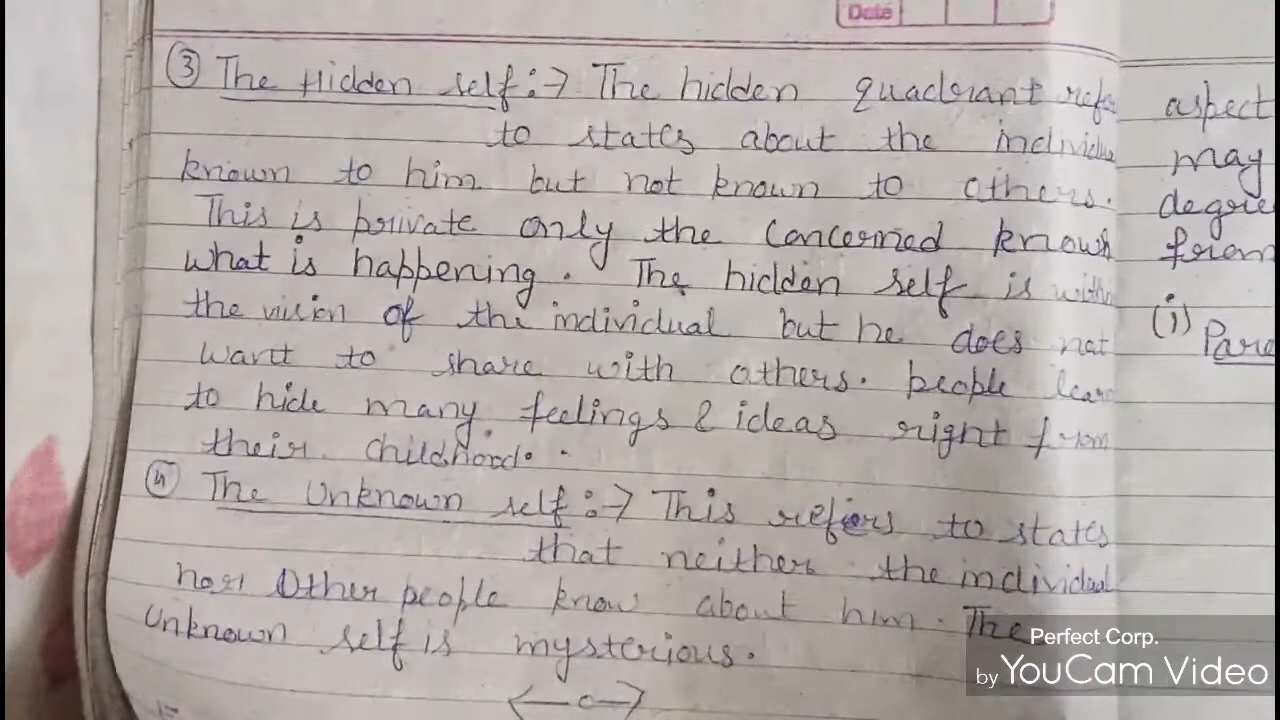 Date
③ The Hidden self :→ The hidden quadrant refer
to states about the individual
known to him but not known to others.
This is private only the concerned knows
what is happening. The hidden self is within
the vision of the individual but he does not
want to share with others. people learn
to hide many feelings & ideas right from
their childhood.
④ The Unknown self :→ This refers to states
that neither the individual
nor other people know about him. The
Unknown self is mysterious.
aspect
may
degree
from
(i) Pare
Perfect Corp.
by YouCam Video